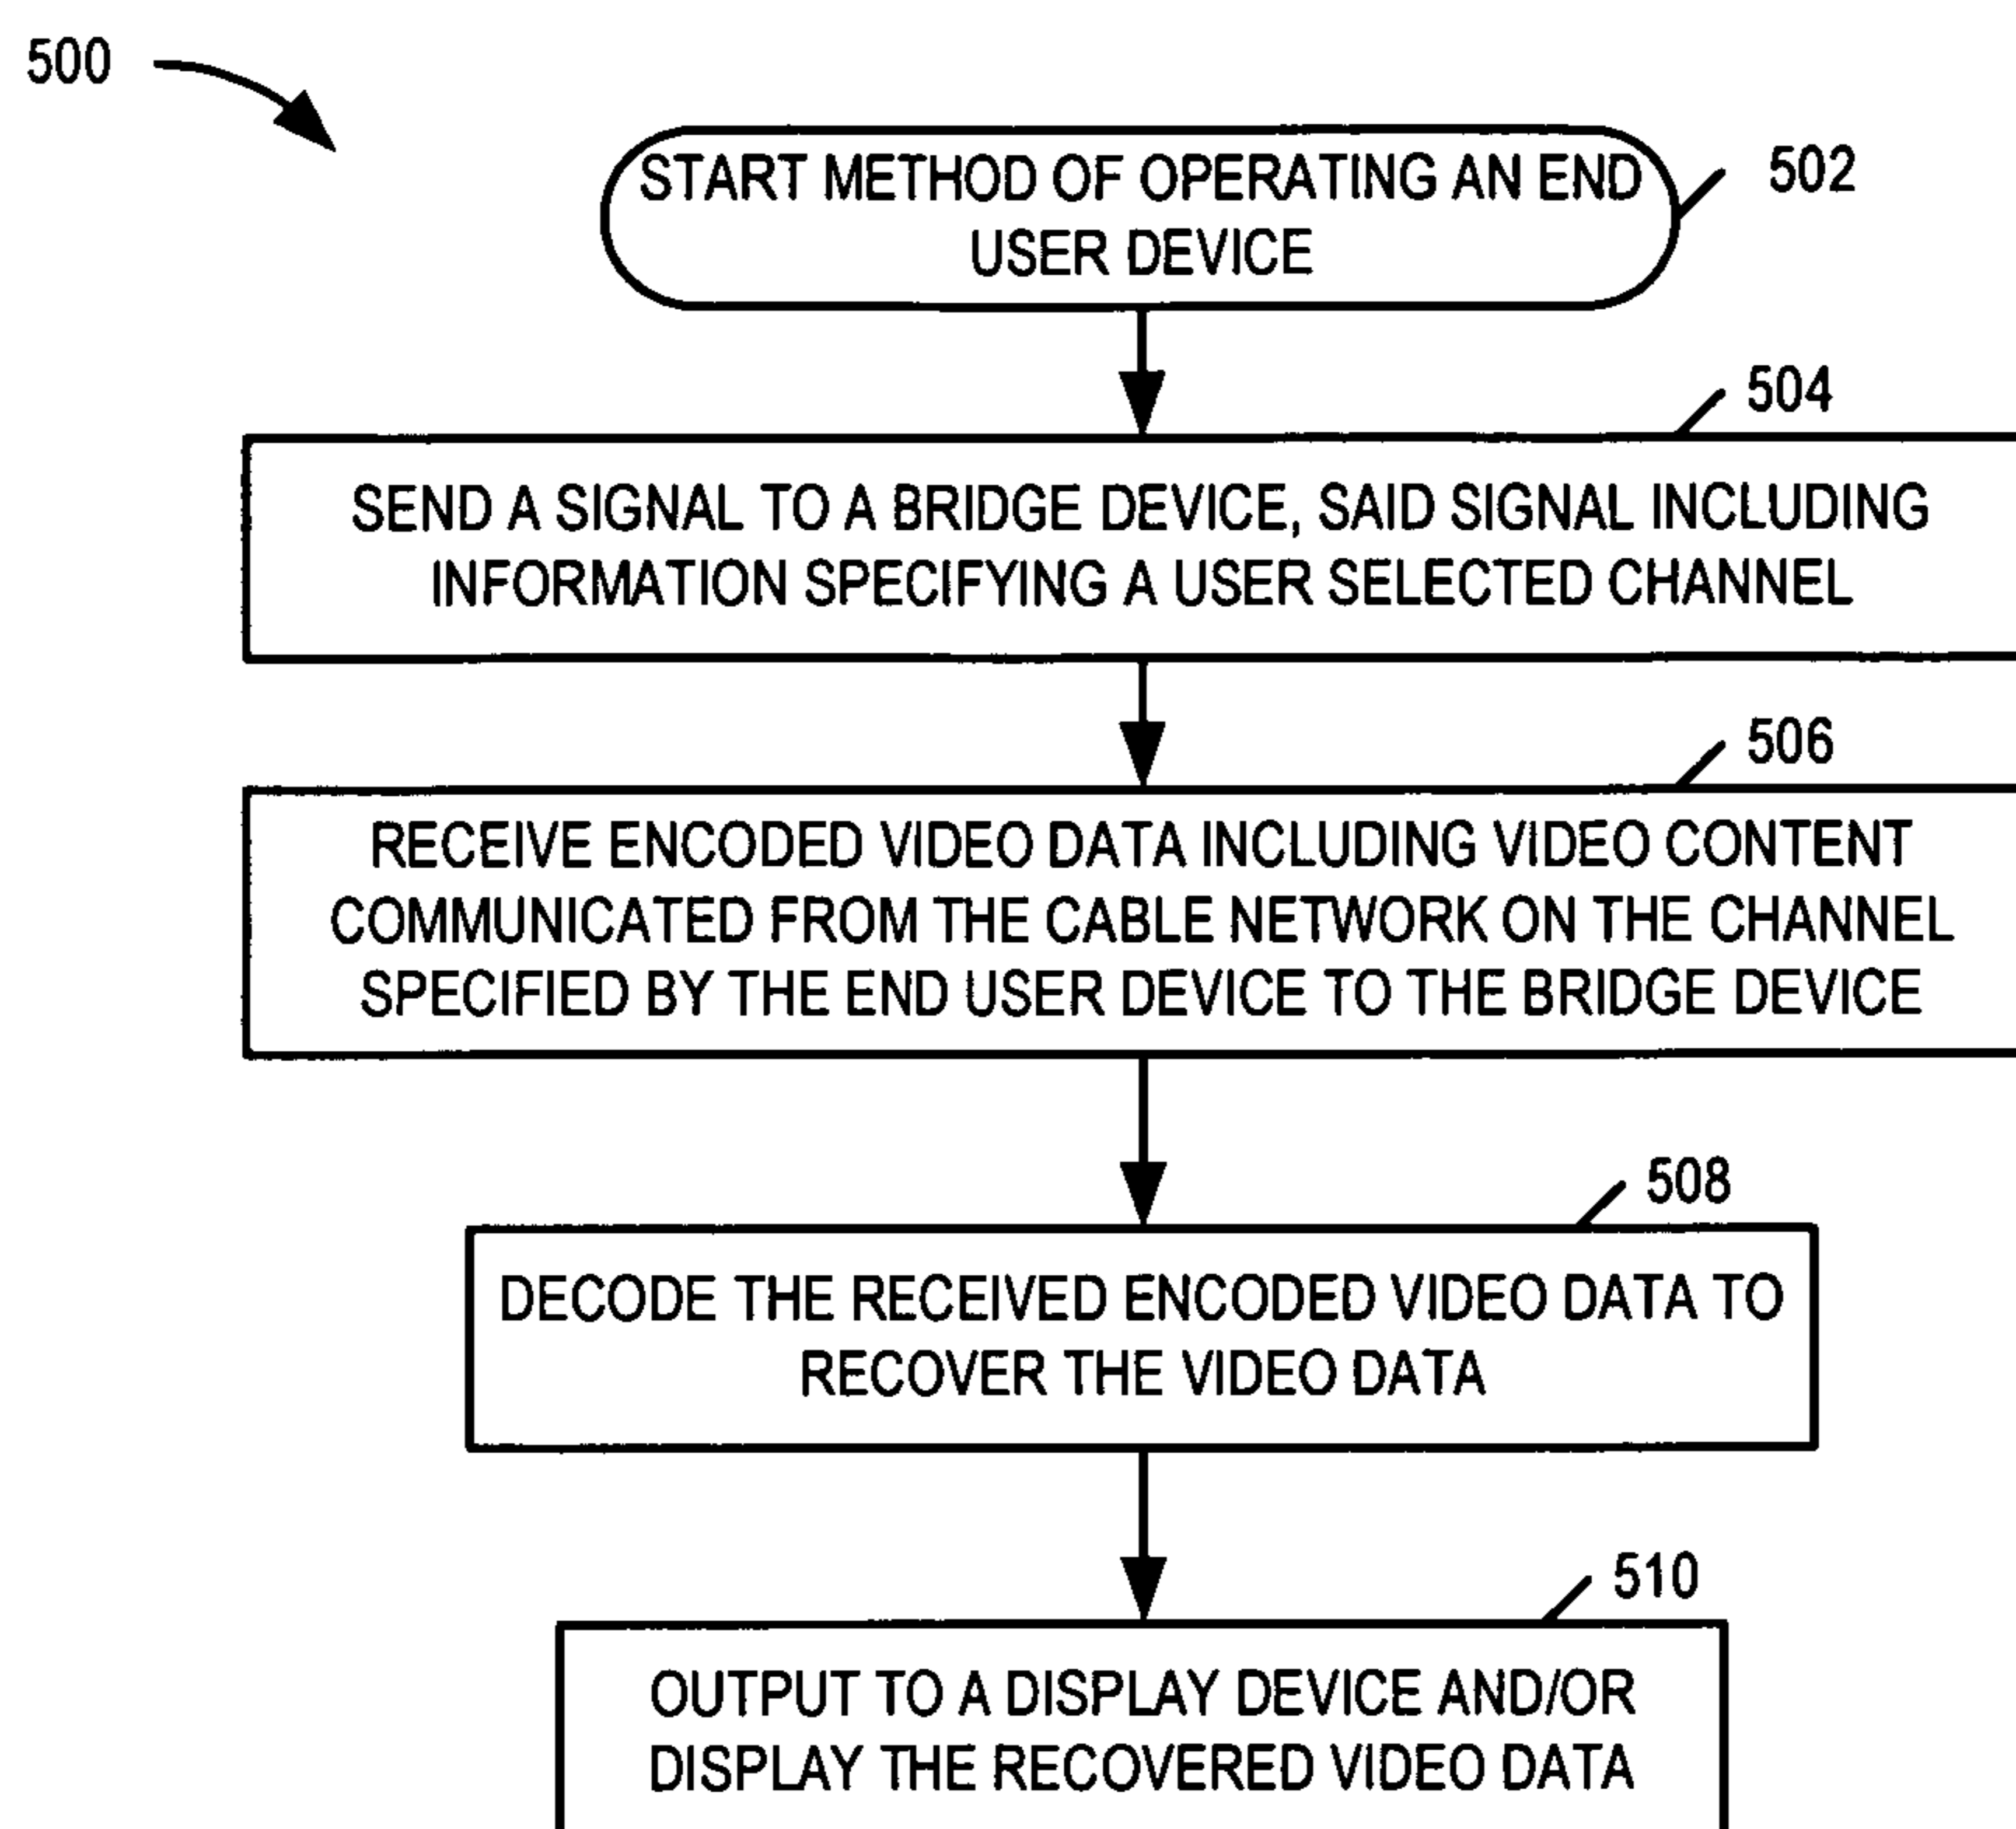 500
START METHOD OF OPERATING AN END
USER DEVICE
502
504
SEND A SIGNAL TO A BRIDGE DEVICE, SAID SIGNAL INCLUDING
INFORMATION SPECIFYING A USER SELECTED CHANNEL
506
RECEIVE ENCODED VIDEO DATA INCLUDING VIDEO CONTENT
COMMUNICATED FROM THE CABLE NETWORK ON THE CHANNEL
SPECIFIED BY THE END USER DEVICE TO THE BRIDGE DEVICE
508
DECODE THE RECEIVED ENCODED VIDEO DATA TO
RECOVER THE VIDEO DATA
510
OUTPUT TO A DISPLAY DEVICE AND/OR
DISPLAY THE RECOVERED VIDEO DATA